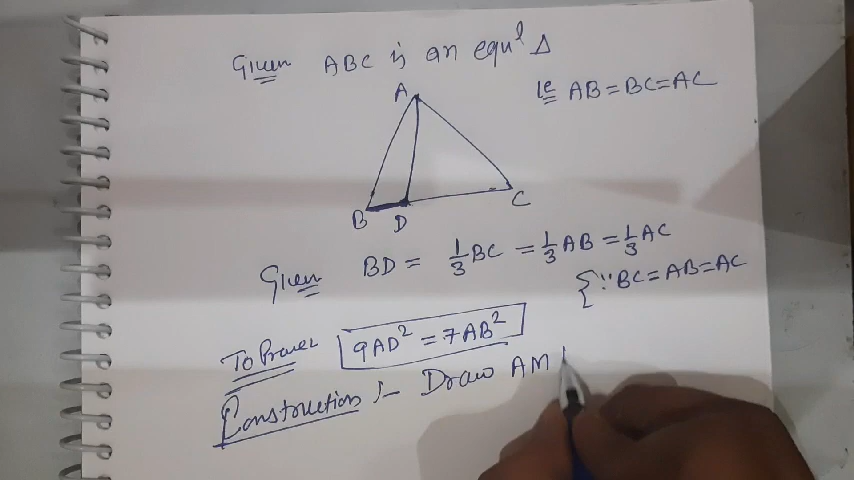 Given ABC is an equl Δ
ie AB=BC=AC
A
B D C
Given BD = 1/3 BC = 1/3 AB = 1/3 AC
{∵ BC=AB=AC
To Prove 9AD² = 7AB²
Construction :- Draw AM